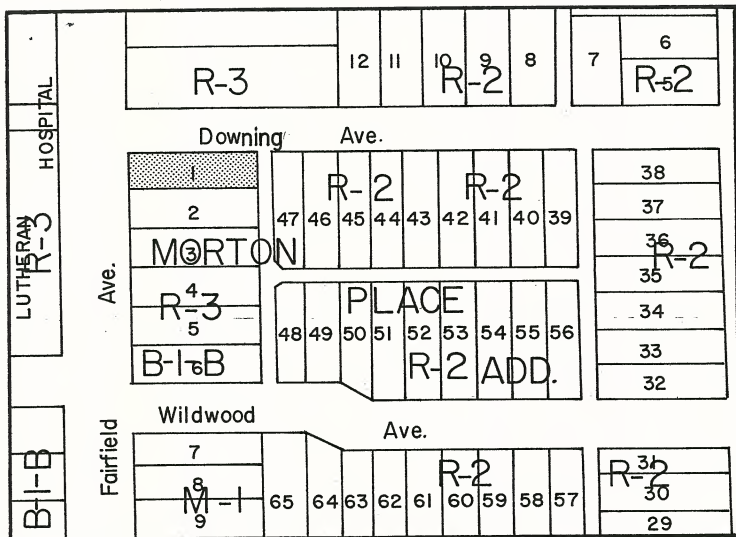 12 11 10 9 8 7 6
R-3 R-2 R-2
5
LUTHERAN HOSPITAL
R-3
Downing Ave.
1
R-2 R-2
38
2
47 46 45 44 43 42 41 40 39
37
MORTON
3
36
R-2
35
Ave.
4
PLACE
R-3
34
5
48 49 50 51 52 53 54 55 56
33
B-1-B
6
R-2 ADD.
32
Wildwood Ave.
Fairfield
7
R-2 R-2
31
8
M-1
65 64 63 62 61 60 59 58 57
30
9
29
B-1-B